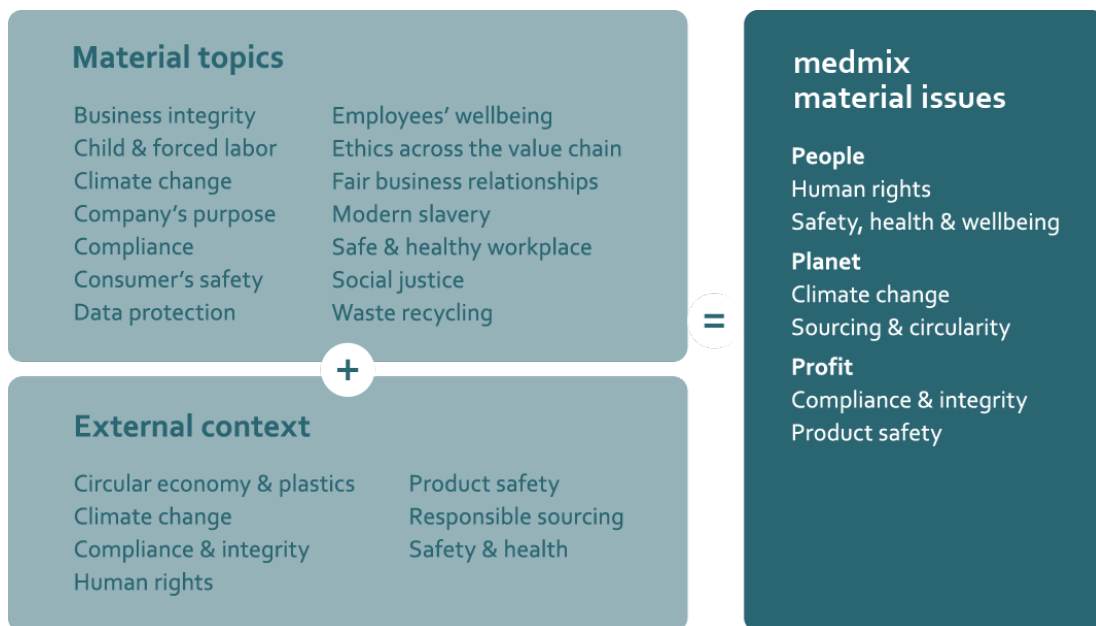 Material topics
Business integrity
Child & forced labor
Climate change
Company's purpose
Compliance
Consumer's safety
Data protection
Employees' wellbeing
Ethics across the value chain
Fair business relationships
Modern slavery
Safe & healthy workplace
Social justice
Waste recycling
+
External context
Circular economy & plastics
Climate change
Compliance & integrity
Human rights
Product safety
Responsible sourcing
Safety & health
=
medmix
material issues
People
Human rights
Safety, health & wellbeing
Planet
Climate change
Sourcing & circularity
Profit
Compliance & integrity
Product safety